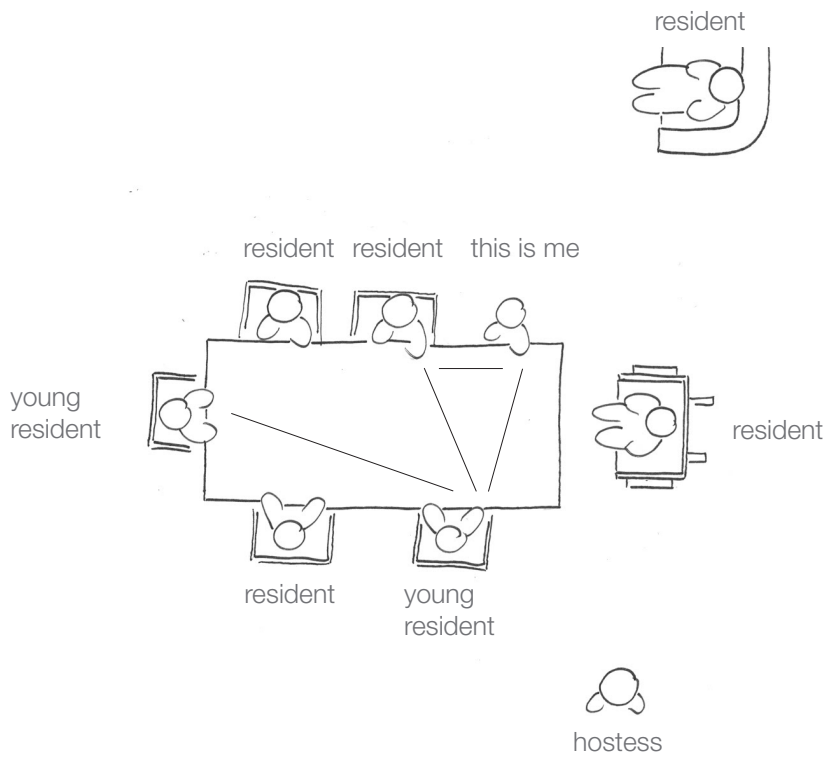 resident
resident resident this is me
young
resident
resident
resident
young
resident
hostess